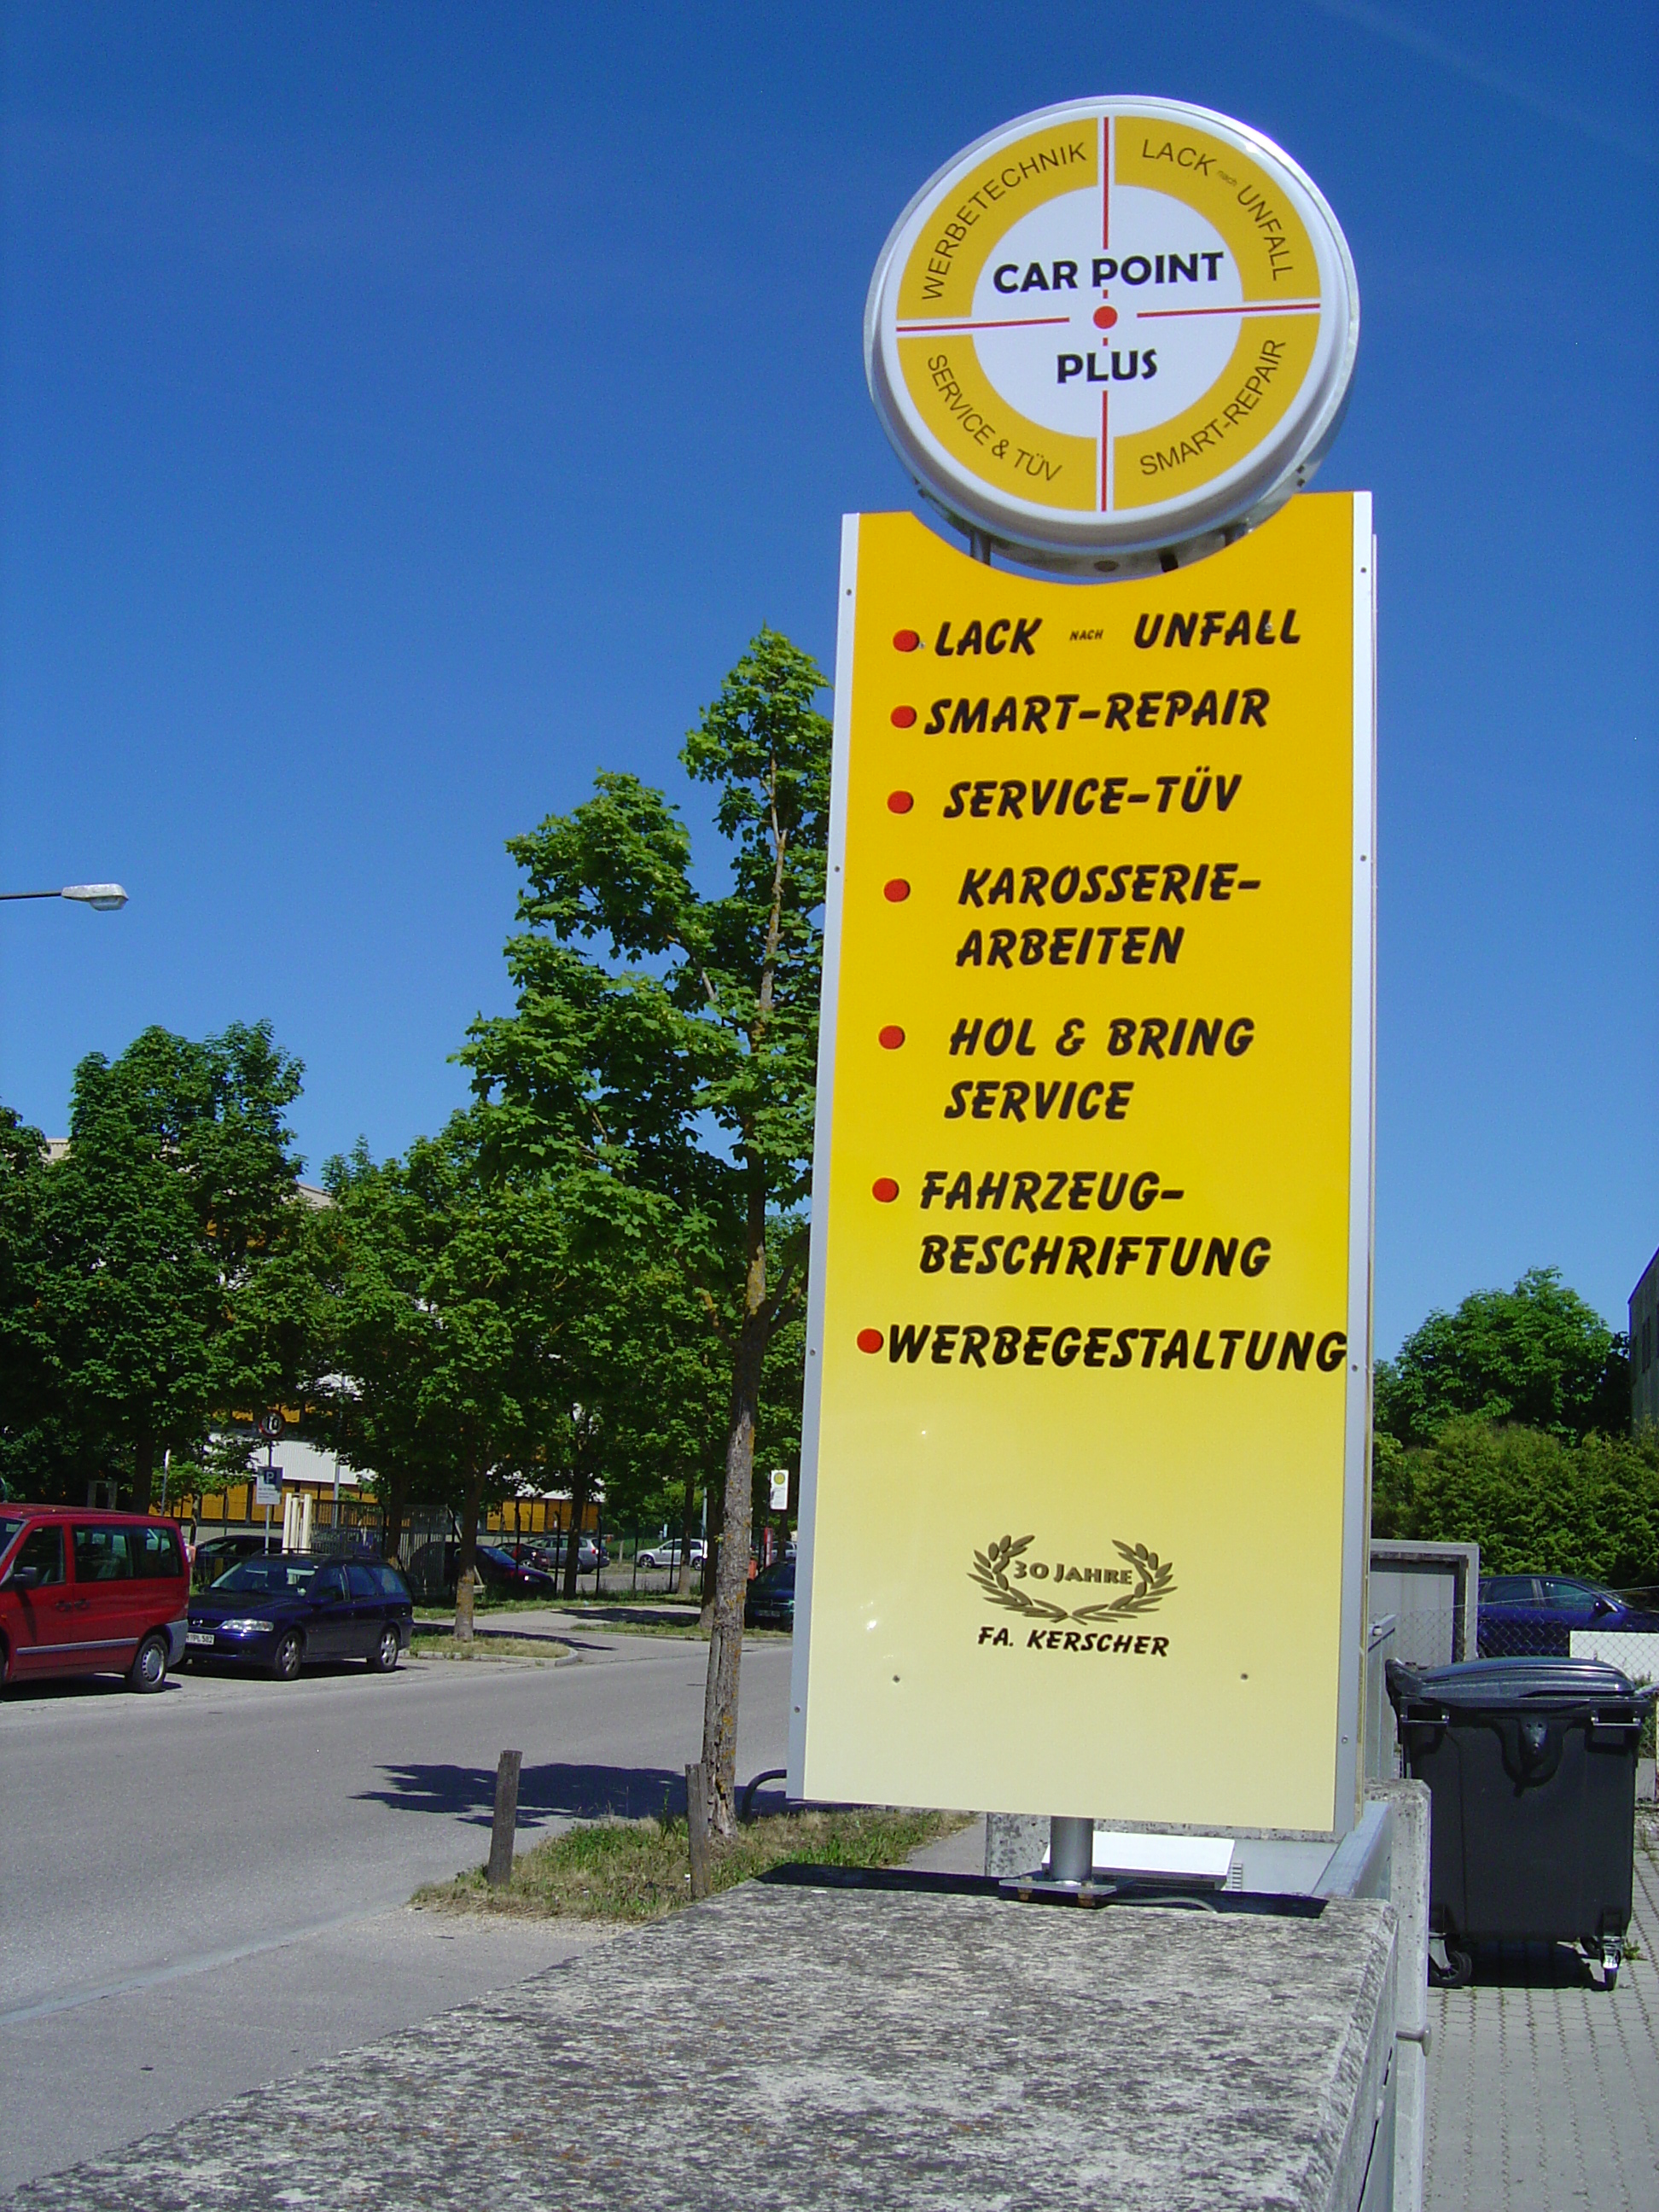 WERBETECHNIK
LACK nach UNFALL
CAR POINT
PLUS
SERVICE & TÜV
SMART-REPAIR
LACK NACH UNFALL
SMART-REPAIR
SERVICE-TÜV
KAROSSERIE-
ARBEITEN
HOL & BRING
SERVICE
FAHRZEUG-
BESCHRIFTUNG
WERBEGESTALTUNG
30 JAHRE
FA. KERSCHER
P